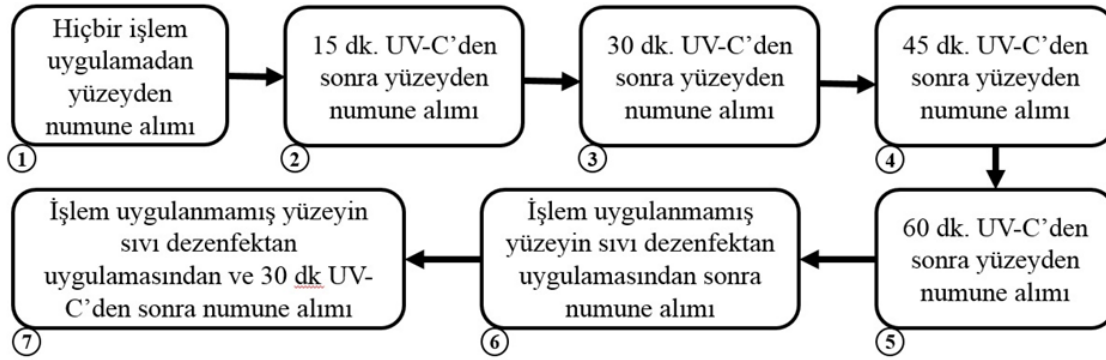 Hiçbir işlem
uygulamadan
yüzeyden
numune alımı
1
15 dk. UV-C’den
sonra yüzeyden
numune alımı
2
30 dk. UV-C’den
sonra yüzeyden
numune alımı
3
45 dk. UV-C’den
sonra yüzeyden
numune alımı
4
60 dk. UV-C’den
sonra yüzeyden
numune alımı
5
İşlem uygulanmamış
yüzeyin sıvı dezenfektan
uygulamasından sonra
numune alımı
6
İşlem uygulanmamış yüzeyin
sıvı dezenfektan
uygulamasından ve 30 dk UV-
C’den sonra numune alımı
7